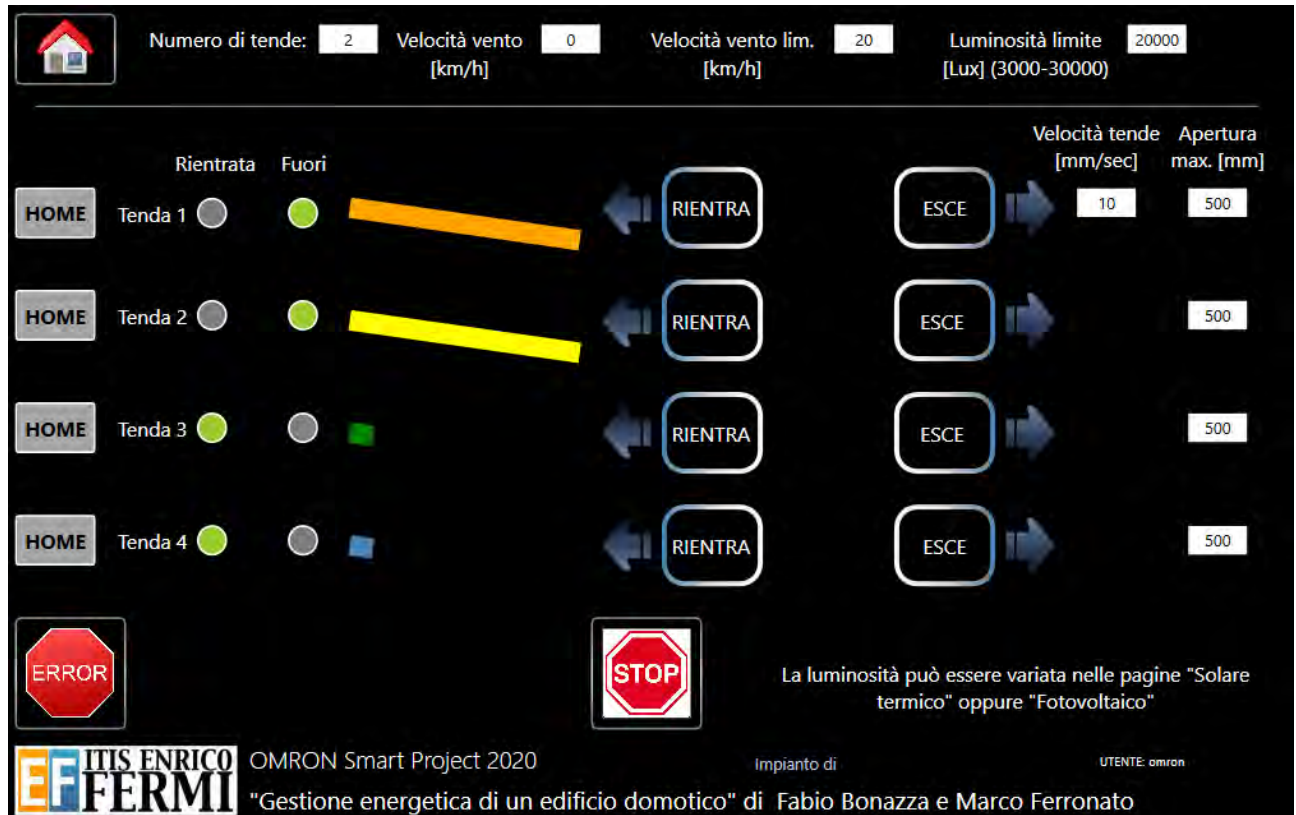 Numero di tende: 2 Velocità vento 0 Velocità vento lim. 20 Luminosità limite 20000
[km/h] [km/h] [Lux] (3000-30000)
Velocità tende Apertura
Rientrata Fuori [mm/sec] max. [mm]
HOME Tenda 1 RIENTRA ESCE 10 500
HOME Tenda 2 RIENTRA ESCE 500
HOME Tenda 3 RIENTRA ESCE 500
HOME Tenda 4 RIENTRA ESCE 500
ERROR STOP La luminosità può essere variata nelle pagine "Solare
termico" oppure "Fotovoltaico"
EF ITIS ENRICO
FERMI
OMRON Smart Project 2020 Impianto di UTENTE: omron
"Gestione energetica di un edificio domotico" di Fabio Bonazza e Marco Ferronato